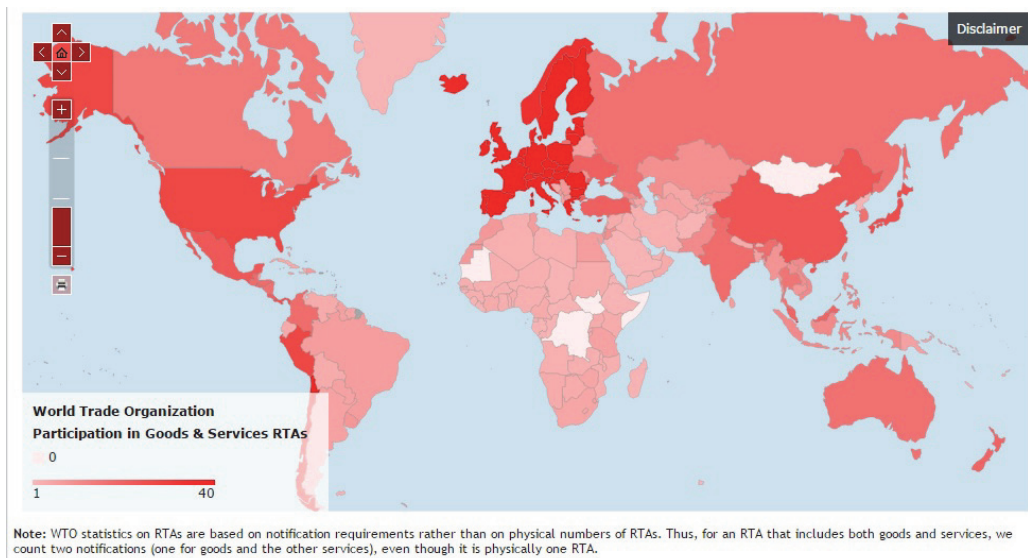 Disclaimer
World Trade Organization
Participation in Goods & Services RTAs
0
1 40
Note: WTO statistics on RTAs are based on notification requirements rather than on physical numbers of RTAs. Thus, for an RTA that includes both goods and services, we
count two notifications (one for goods and the other services), even though it is physically one RTA.